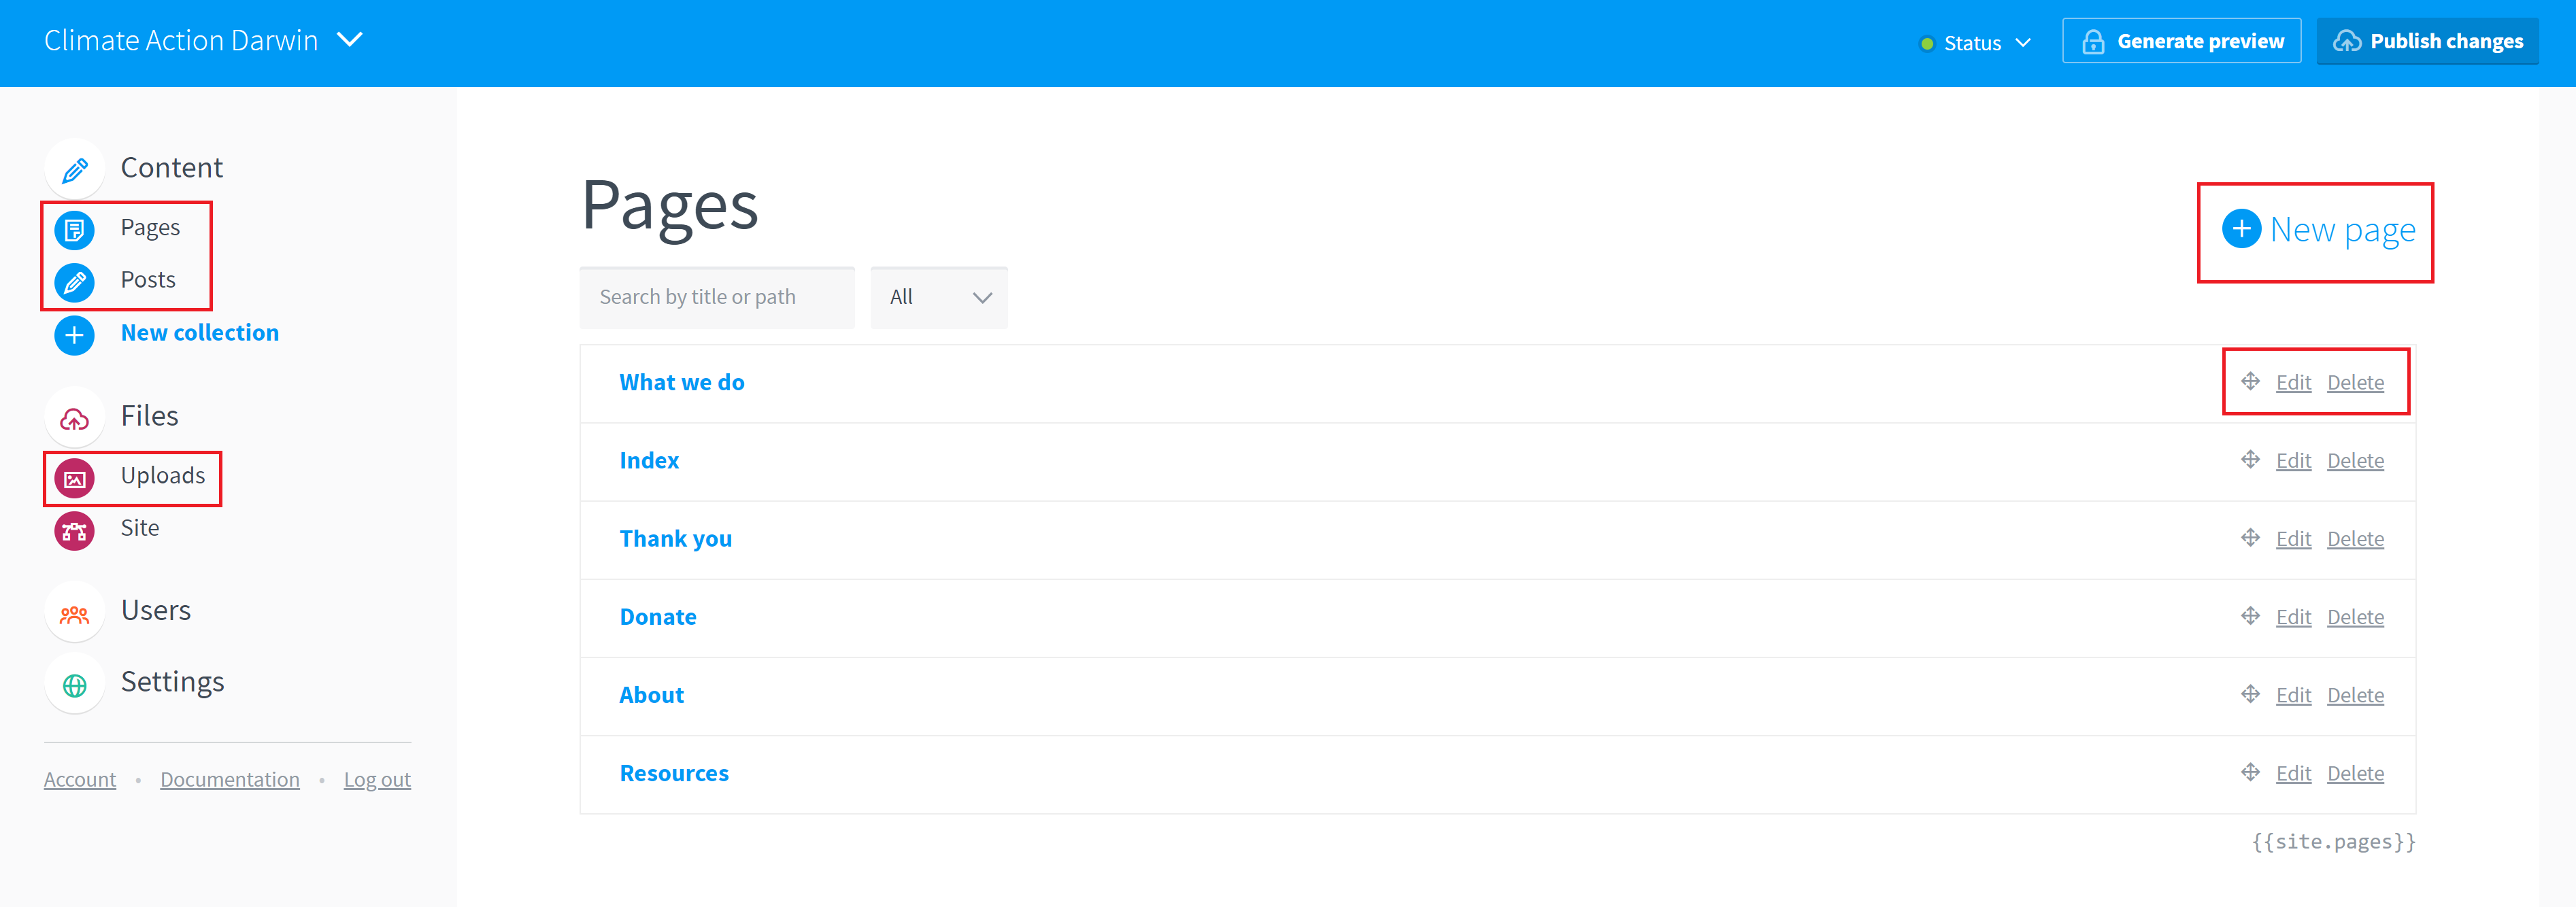 Climate Action Darwin
Status
Generate preview
Publish changes
Content
Pages
Posts
New collection
Files
Uploads
Site
Users
Settings
Account • Documentation • Log out
Pages
New page
Search by title or path
All
What we do Edit Delete
Index Edit Delete
Thank you Edit Delete
Donate Edit Delete
About Edit Delete
Resources Edit Delete
{{site.pages}}